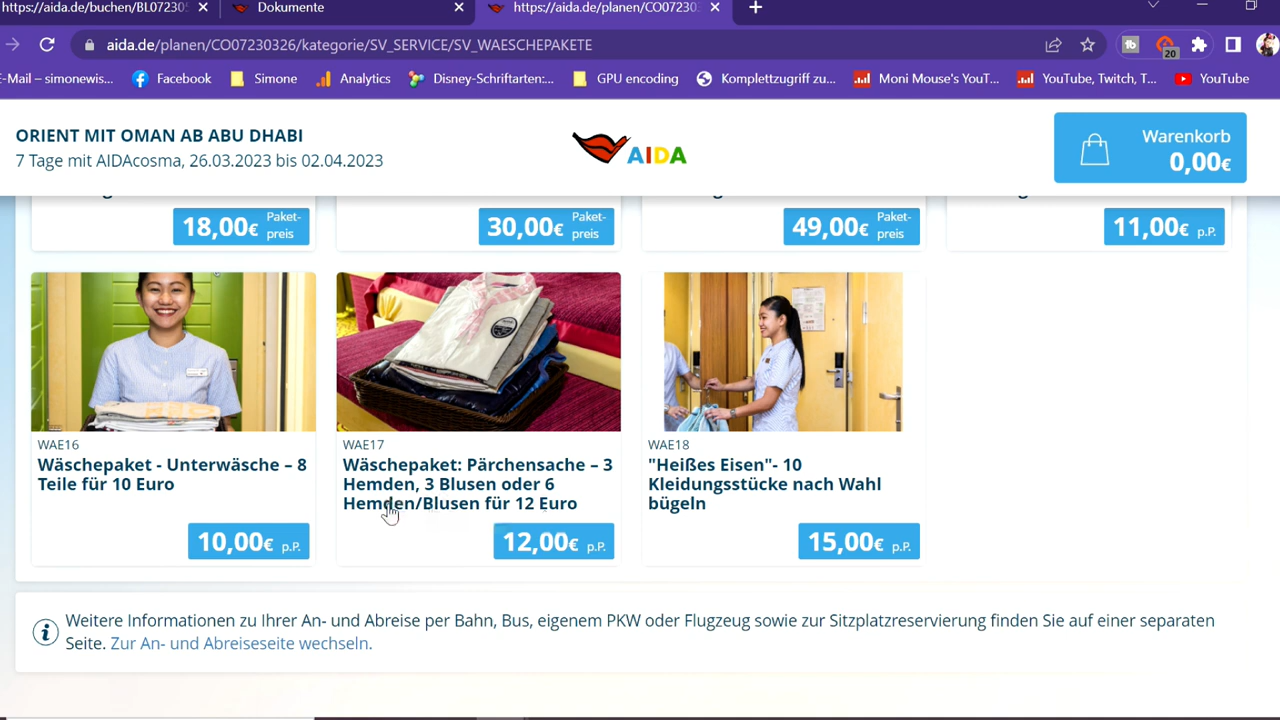 https://aida.de/buchen/BL07230
Dokumente
https://aida.de/planen/CO07230
aida.de/planen/CO07230326/kategorie/SV_SERVICE/SV_WAESCHEPAKETE
20
E-Mail – simonewis...
Facebook
Simone
Analytics
Disney-Schriftarten:...
GPU encoding
Komplettzugriff zu...
Moni Mouse's YouT...
YouTube, Twitch, T...
YouTube
ORIENT MIT OMAN AB ABU DHABI
7 Tage mit AIDAcosma, 26.03.2023 bis 02.04.2023
AIDA
Warenkorb
0,00€
18,00€ Paket-
preis
30,00€ Paket-
preis
49,00€ Paket-
preis
11,00€ p.P.
WAE16
Wäschepaket - Unterwäsche – 8
Teile für 10 Euro
10,00€ p.P.
WAE17
Wäschepaket: Pärchensache – 3
Hemden, 3 Blusen oder 6
Hemden/Blusen für 12 Euro
12,00€ p.P.
WAE18
"Heißes Eisen"- 10
Kleidungsstücke nach Wahl
bügeln
15,00€ p.P.
Weitere Informationen zu Ihrer An- und Abreise per Bahn, Bus, eigenem PKW oder Flugzeug sowie zur Sitzplatzreservierung finden Sie auf einer separaten
Seite. Zur An- und Abreiseseite wechseln.